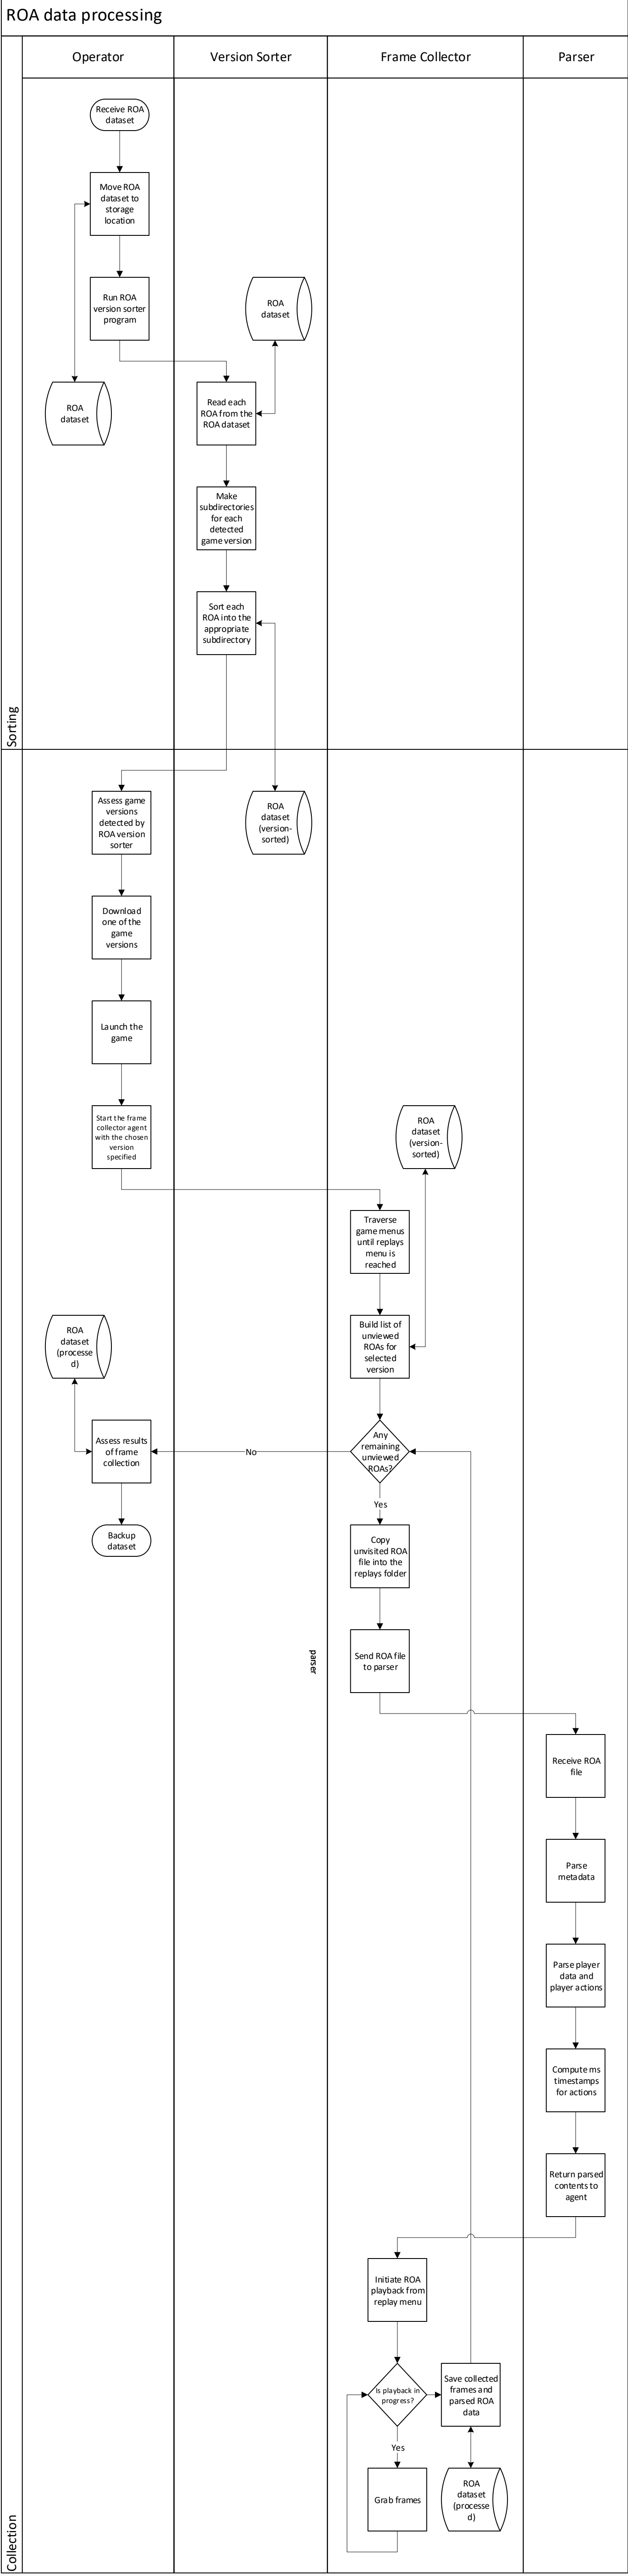 ROA data processing
Operator
Version Sorter
Frame Collector
Parser
Sorting
Receive ROA
dataset
Move ROA
dataset to
storage
location
Run ROA
version sorter
program
ROA
dataset
ROA
dataset
Read each
ROA from the
ROA dataset
Make
subdirectories
for each
detected
game version
Sort each
ROA into the
appropriate
subdirectory
Collection
Assess game
versions
detected by
ROA version
sorter
ROA
dataset
(version-
sorted)
Download
one of the
game
versions
Launch the
game
Start the frame
collector agent
with the chosen
version
specified
ROA
dataset
(version-
sorted)
Traverse
game menus
until replays
menu is
reached
Build list of
unviewed
ROAs for
selected
version
ROA
dataset
(processe
d)
Any
remaining
unviewed
ROAs?
No
Assess results
of frame
collection
Backup
dataset
Yes
Copy
unvisited ROA
file into the
replays folder
Send ROA file
to parser
parser
Receive ROA
file
Parse
metadata
Parse player
data and
player actions
Compute ms
timestamps
for actions
Return parsed
contents to
agent
Initiate ROA
playback from
replay menu
Is playback in
progress?
Save collected
frames and
parsed ROA
data
Yes
Grab frames
ROA
dataset
(processe
d)